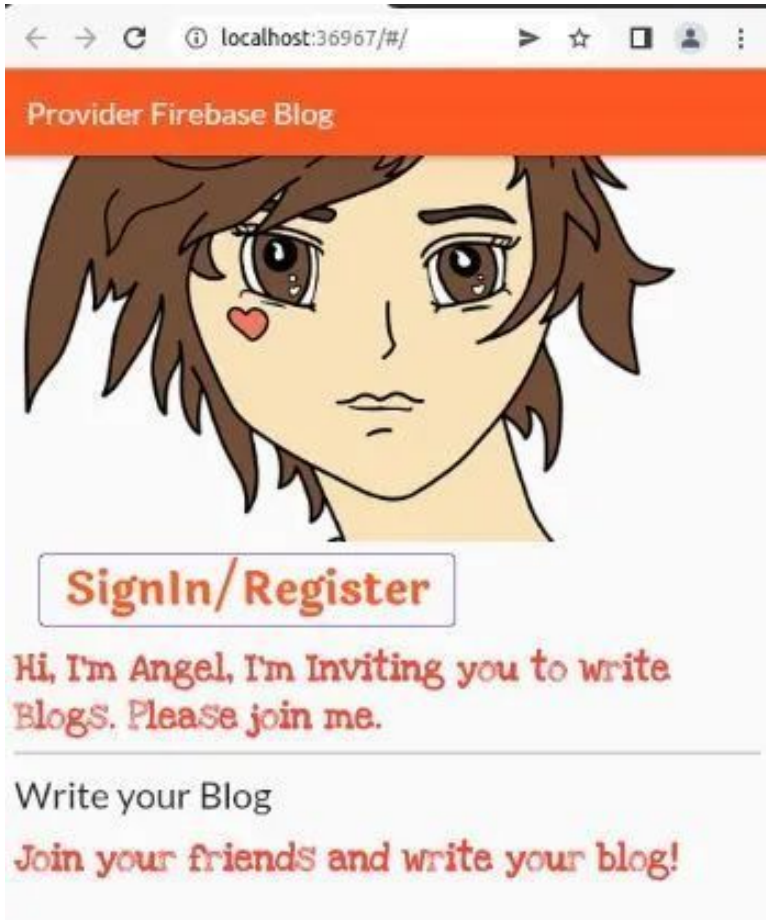 localhost:36967/#/
Provider Firebase Blog
SignIn/Register
Hi, I'm Angel, I'm Inviting you to write
Blogs. Please join me.
Write your Blog
Join your friends and write your blog!